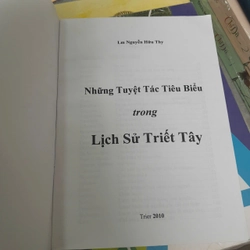 Lm Nguyễn Hữu Thy
Những Tuyệt Tác Tiêu Biểu
trong
Lịch Sử Triết Tây
Trier 2010